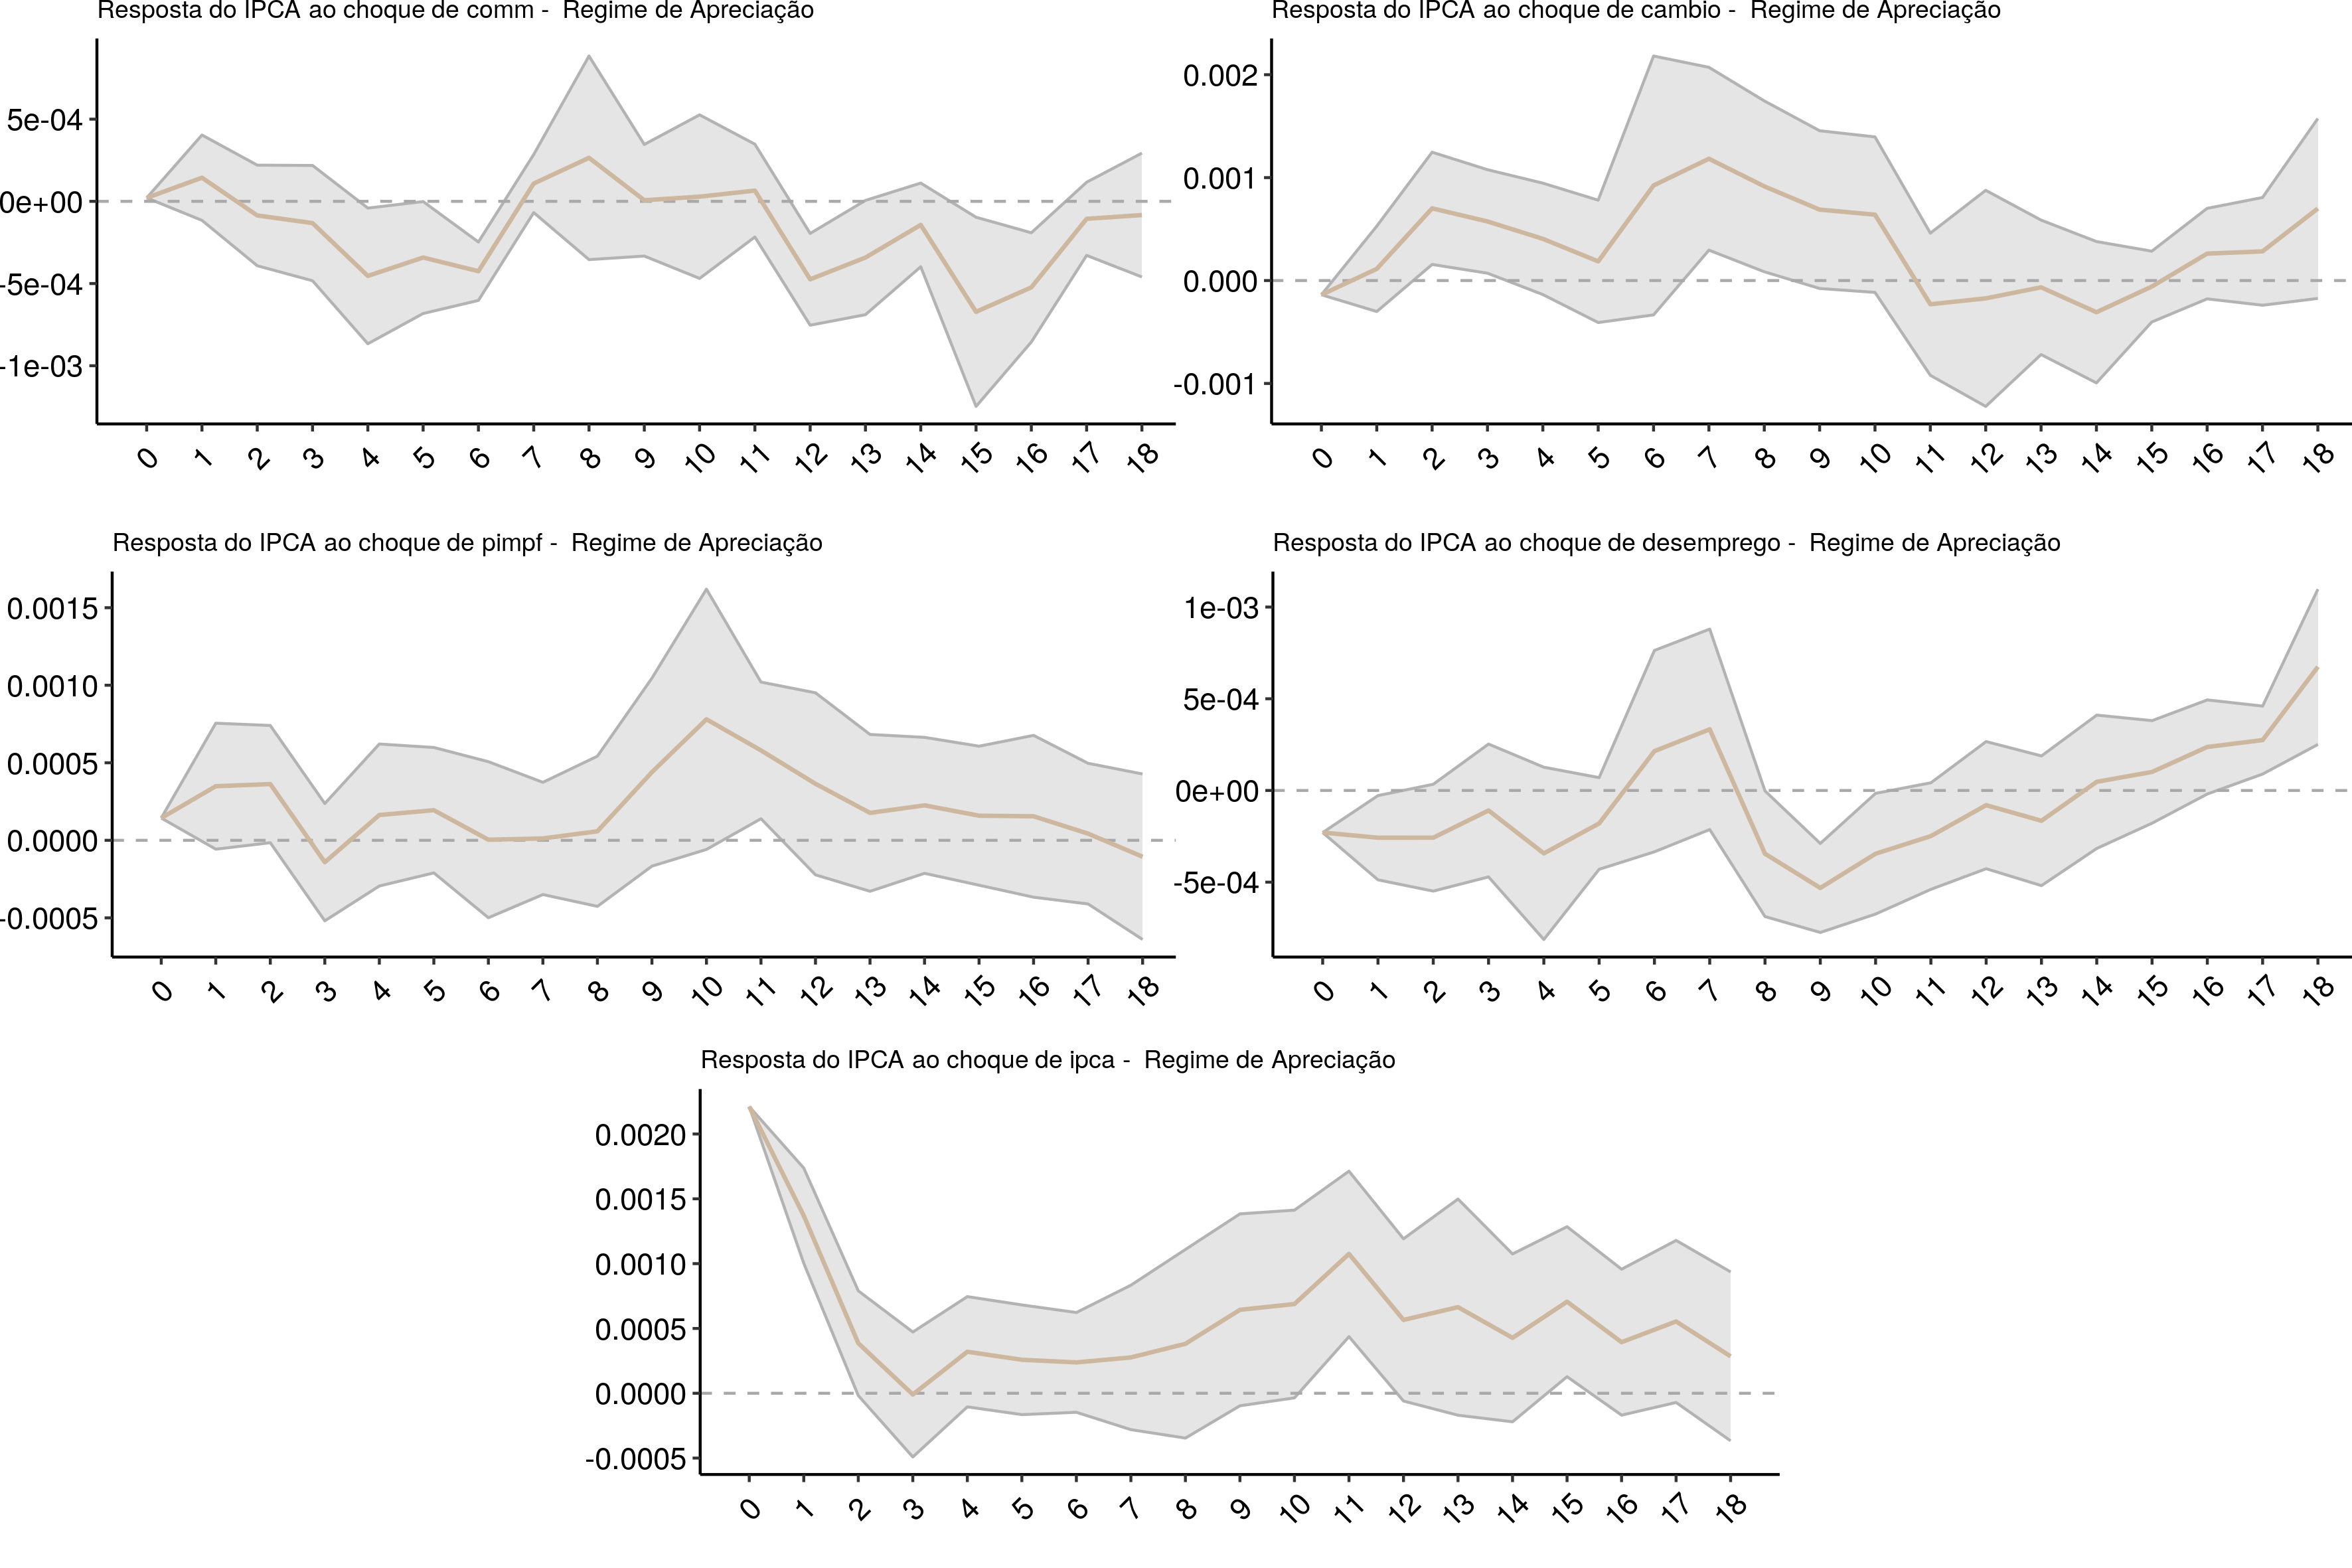 Resposta do IPCA ao choque de comm - Regime de Apreciação
5e-04
0e+00
-5e-04
-1e-03
0 1 2 3 4 5 6 7 8 9 10 11 12 13 14 15 16 17 18
Resposta do IPCA ao choque de cambio - Regime de Apreciação
0.002
0.001
0.000
-0.001
0 1 2 3 4 5 6 7 8 9 10 11 12 13 14 15 16 17 18
Resposta do IPCA ao choque de pimpf - Regime de Apreciação
0.0015
0.0010
0.0005
0.0000
-0.0005
0 1 2 3 4 5 6 7 8 9 10 11 12 13 14 15 16 17 18
Resposta do IPCA ao choque de desemprego - Regime de Apreciação
1e-03
5e-04
0e+00
-5e-04
0 1 2 3 4 5 6 7 8 9 10 11 12 13 14 15 16 17 18
Resposta do IPCA ao choque de ipca - Regime de Apreciação
0.0020
0.0015
0.0010
0.0005
0.0000
-0.0005
0 1 2 3 4 5 6 7 8 9 10 11 12 13 14 15 16 17 18